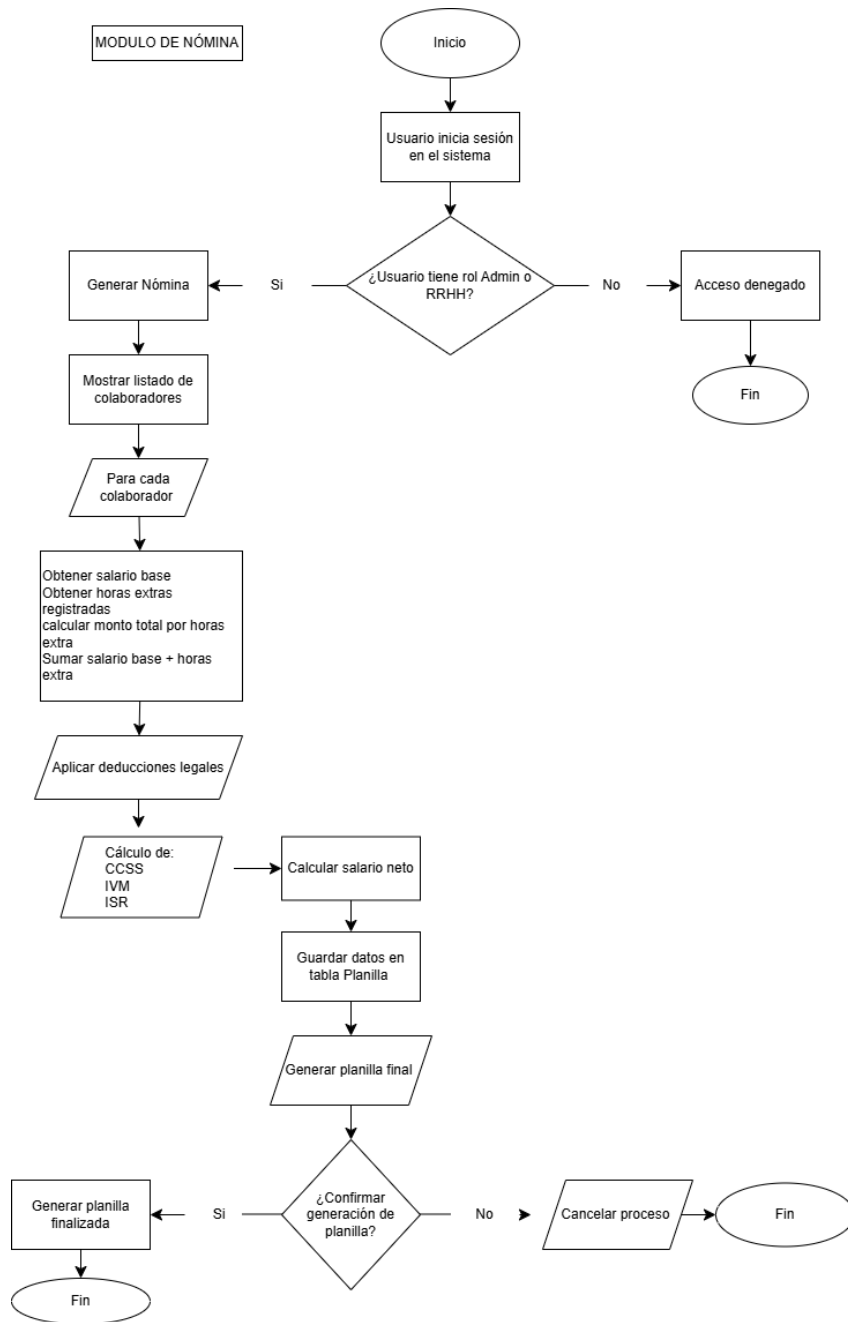 MODULO DE NÓMINA
Inicio
Usuario inicia sesión
en el sistema
¿Usuario tiene rol Admin o
RRHH?
Si
No
Generar Nómina
Acceso denegado
Fin
Mostrar listado de
colaboradores
Para cada
colaborador
Obtener salario base
Obtener horas extras
registradas
calcular monto total por horas
extra
Sumar salario base + horas
extra
Aplicar deducciones legales
Cálculo de:
CCSS
IVM
ISR
Calcular salario neto
Guardar datos en
tabla Planilla
Generar planilla final
¿Confirmar
generación de
planilla?
Si
No
Generar planilla
finalizada
Fin
Cancelar proceso
Fin